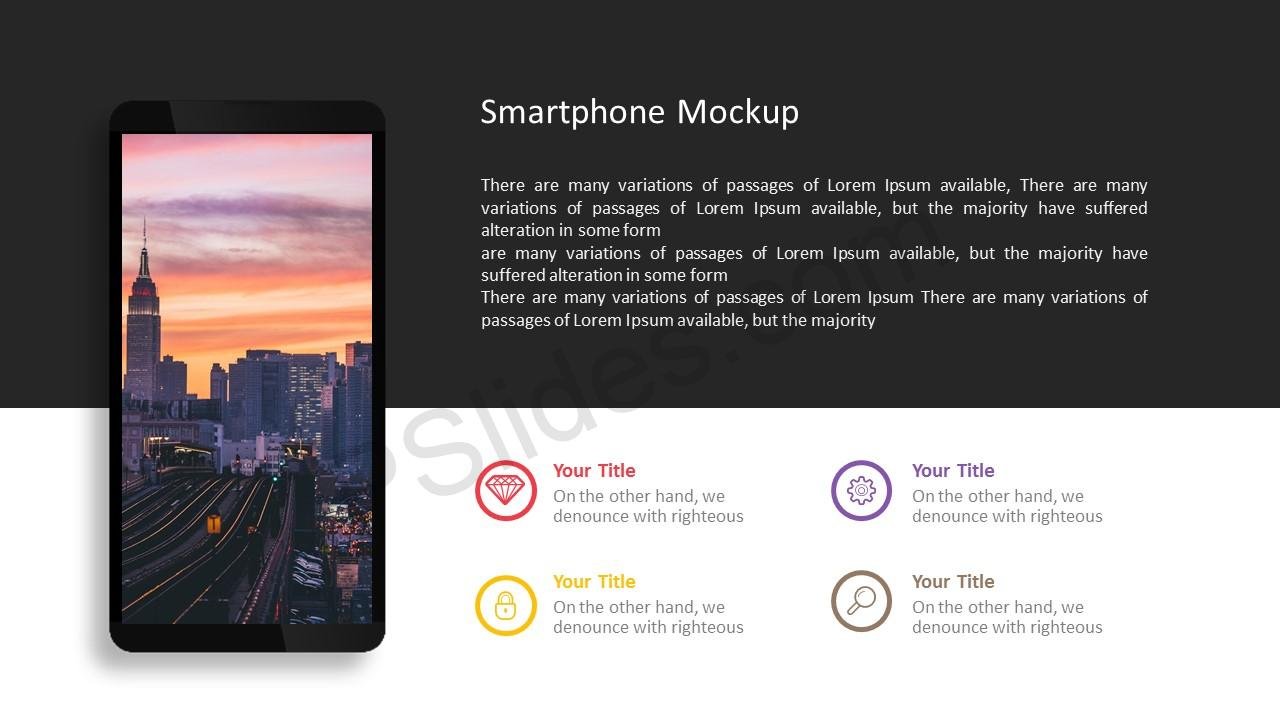 Smartphone Mockup
There are many variations of passages of Lorem Ipsum available, There are many
variations of passages of Lorem Ipsum available, but the majority have suffered
alteration in some form
are many variations of passages of Lorem Ipsum available, but the majority have
suffered alteration in some form
There are many variations of passages of Lorem Ipsum There are many variations of
passages of Lorem Ipsum available, but the majority
PSlides.com
Your Title
On the other hand, we
denounce with righteous
Your Title
On the other hand, we
denounce with righteous
Your Title
On the other hand, we
denounce with righteous
Your Title
On the other hand, we
denounce with righteous